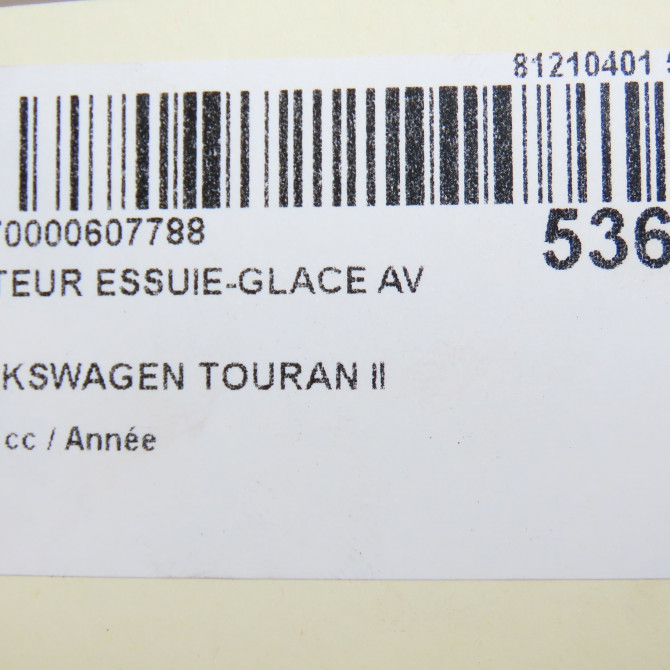 81210401 5
70000607788
536
TEUR ESSUIE-GLACE AV
KSWAGEN TOURAN II
cc / Année